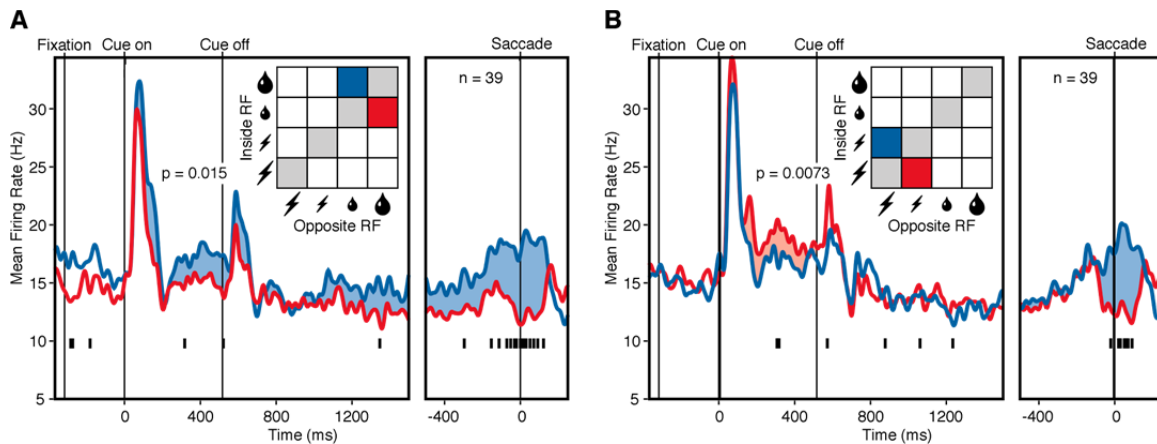 A
Fixation Cue on Cue off Saccade
Mean Firing Rate (Hz)
30
25
20
15
10
5
p = 0.015
Inside RF
Opposite RF
n = 39
0 400 800 1200 -400 0
Time (ms)
B
Fixation Cue on Cue off Saccade
Mean Firing Rate (Hz)
30
25
20
15
10
5
p = 0.0073
Inside RF
Opposite RF
n = 39
0 400 800 1200 -400 0
Time (ms)